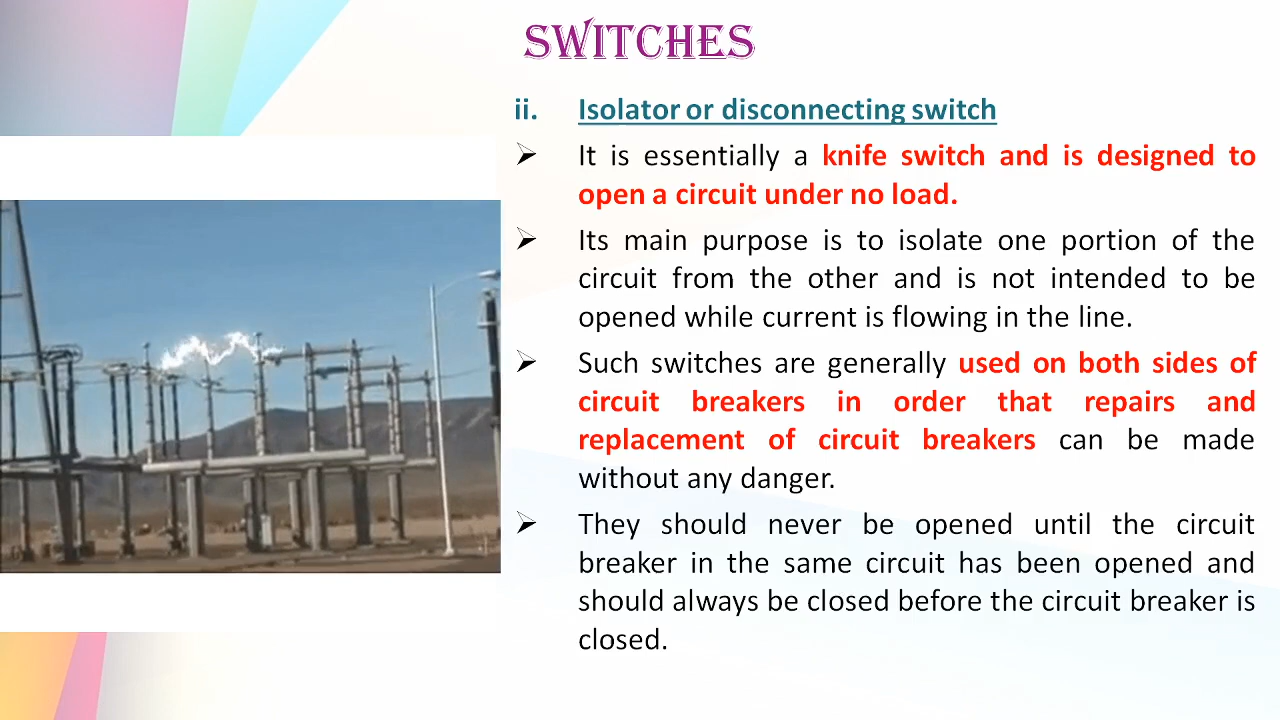 SWITCHES
ii. Isolator or disconnecting switch
➢ It is essentially a knife switch and is designed to
open a circuit under no load.
➢ Its main purpose is to isolate one portion of the
circuit from the other and is not intended to be
opened while current is flowing in the line.
➢ Such switches are generally used on both sides of
circuit breakers in order that repairs and
replacement of circuit breakers can be made
without any danger.
➢ They should never be opened until the circuit
breaker in the same circuit has been opened and
should always be closed before the circuit breaker is
closed.